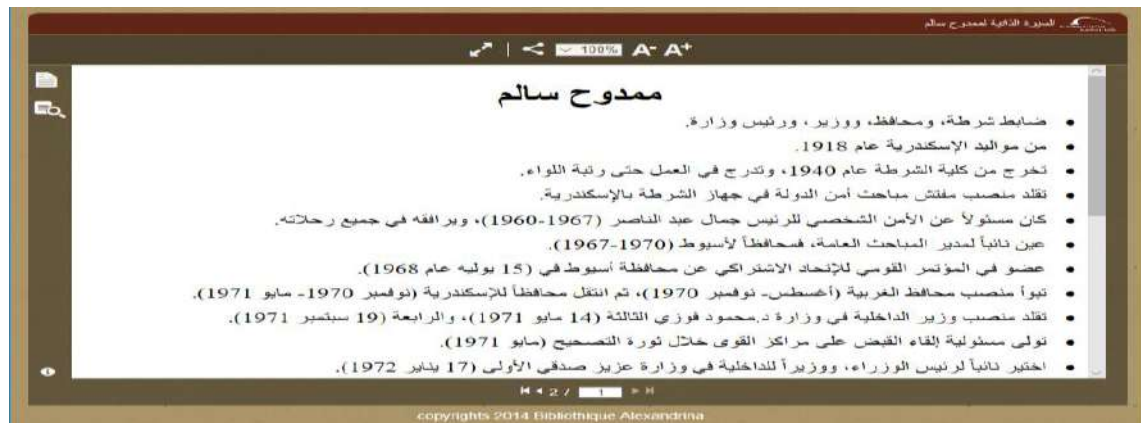 السيرة الذاتية لممدوح سالم
100% A- A+
ممدوح سالم
• ضابط شرطة، ومحافظ، ووزير، ورئيس وزارة.
• من مواليد الإسكندرية عام 1918.
• تخرج من كلية الشرطة عام 1940، وتدرج في العمل حتى رتبة اللواء.
• تقلد منصب مفتش مباحث أمن الدولة في جهاز الشرطة بالإسكندرية.
• كان مسئولاً عن الأمن الشخصي للرئيس جمال عبد الناصر (1967-1960)، ويرافقه في جميع رحلاته.
• عين نائباً لمدير المباحث العامة، فمحافظاً لأسيوط (1970-1967).
• عضو في المؤتمر القومي للإتحاد الاشتراكي عن محافظة أسيوط في (15 يوليه عام 1968).
• تبوأ منصب محافظ الغربية (أغسطس- نوفمبر 1970)، ثم انتقل محافظاً للإسكندرية (نوفمبر 1970- مايو 1971).
• تقلد منصب وزير الداخلية في وزارة د.محمود فوزي الثالثة (14 مايو 1971)، والرابعة (19 سبتمبر 1971).
• تولى مسئولية إلقاء القبض على مراكز القوى خلال ثورة التصحيح (مايو 1971).
• اختير نائباً لرئيس الوزراء، ووزيراً للداخلية في وزارة عزيز صدقي الأولى (17 يناير 1972).
2 / 1
copyrights 2014 Bibliothique Alexandrina